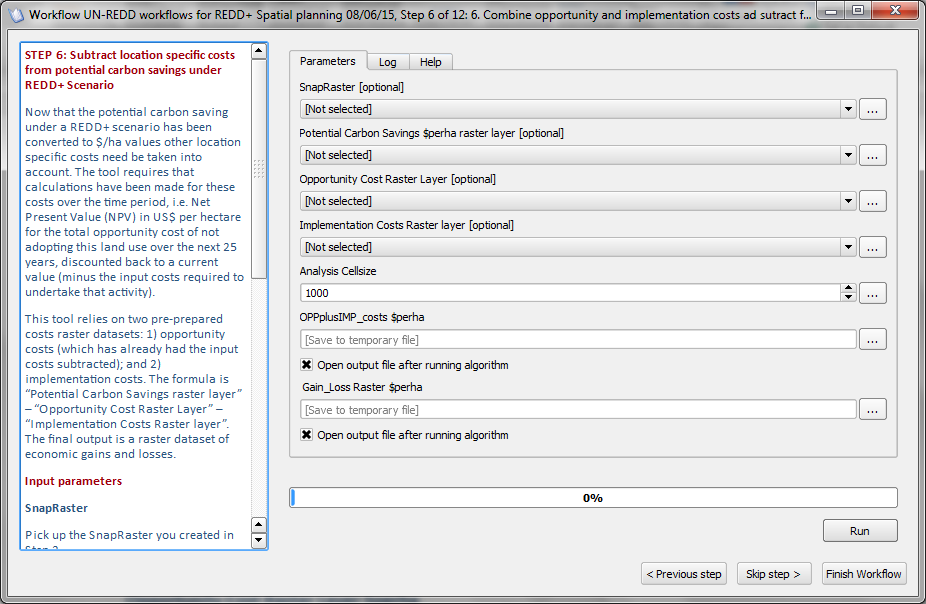 Workflow UN-REDD workflows for REDD+ Spatial planning 08/06/15, Step 6 of 12: 6. Combine opportunity and implementation costs ad sutract f...
STEP 6: Subtract location specific costs
from potential carbon savings under
REDD+ Scenario
Now that the potential carbon saving
under a REDD+ scenario has been
converted to $/ha values other location
specific costs need be taken into
account. The tool requires that
calculations have been made for these
costs over the time period, i.e. Net
Present Value (NPV) in US$ per hectare
for the total opportunity cost of not
adopting this land use over the next 25
years, discounted back to a current
value (minus the input costs required to
undertake that activity).
This tool relies on two pre-prepared
costs raster datasets: 1) opportunity
costs (which has already had the input
costs subtracted); and 2)
implementation costs. The formula is
“Potential Carbon Savings raster layer”
– “Opportunity Cost Raster Layer” –
“Implementation Costs Raster layer”.
The final output is a raster dataset of
economic gains and losses.
Input parameters
SnapRaster
Pick up the SnapRaster you created in
Step 2
Parameters
Log
Help
SnapRaster [optional]
[Not selected]
...
Potential Carbon Savings $perha raster layer [optional]
[Not selected]
...
Opportunity Cost Raster Layer [optional]
[Not selected]
...
Implementation Costs Raster layer [optional]
[Not selected]
...
Analysis Cellsize
1000
...
OPPplusIMP_costs $perha
[Save to temporary file]
...
Open output file after running algorithm
Gain_Loss Raster $perha
[Save to temporary file]
...
Open output file after running algorithm
0%
Run
< Previous step
Skip step >
Finish Workflow